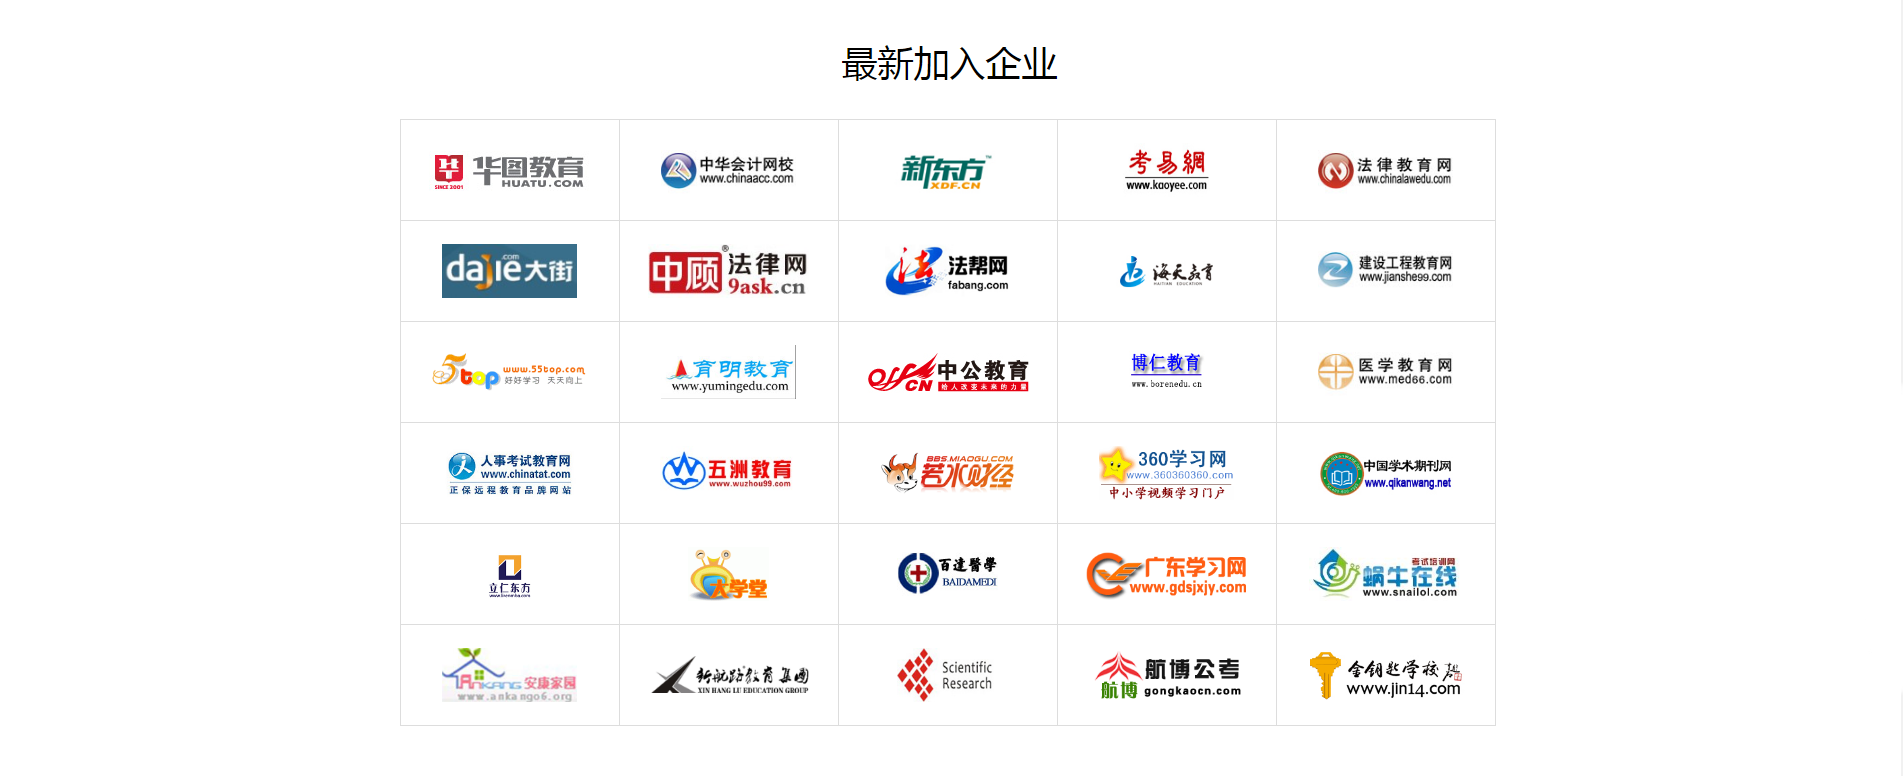 最新加入企业
华图教育
SINCE 2001
HUATU.COM
中华会计网校
www.chinaacc.com
新东方™
XDF.CN
考易網
www.kaoyee.com
法律教育网
www.chinalawedu.com
dajie.com大街
中顾®法律网
9ask.cn
法 法帮网
fabang.com
海天教育
HAITIAN EDUCATION
建设工程教育网
www.jianshe99.com
5top
www.55top.com
好好学习 天天向上
育明教育
www.yumingedu.com
OFFCN
中公教育
给人改变未来的力量
博仁教育
www.borenedu.cn
医学教育网
www.med66.com
人事考试教育网
www.chinatat.com
正保远程教育品牌网站
五洲教育
www.wuzhou99.com
BBS.MIAOGU.COM
若水财经
360学习网
www.360360360.com
中小学视频学习门户
中国学术期刊网
www.qikanwang.net
立仁东方
大学堂
百达醫學
BAIDAMEDI
广东学习网
www.gdsjxjy.com
考试培训网
蜗牛在线
www.snailol.com
ANKANG 安康家园
www.ankang06.org
新航路教育集团
XIN HANG LU EDUCATION GROUP
Scientific
Research
航博
航博公考
gongkaocn.com
金钥匙学校
www.jin14.com